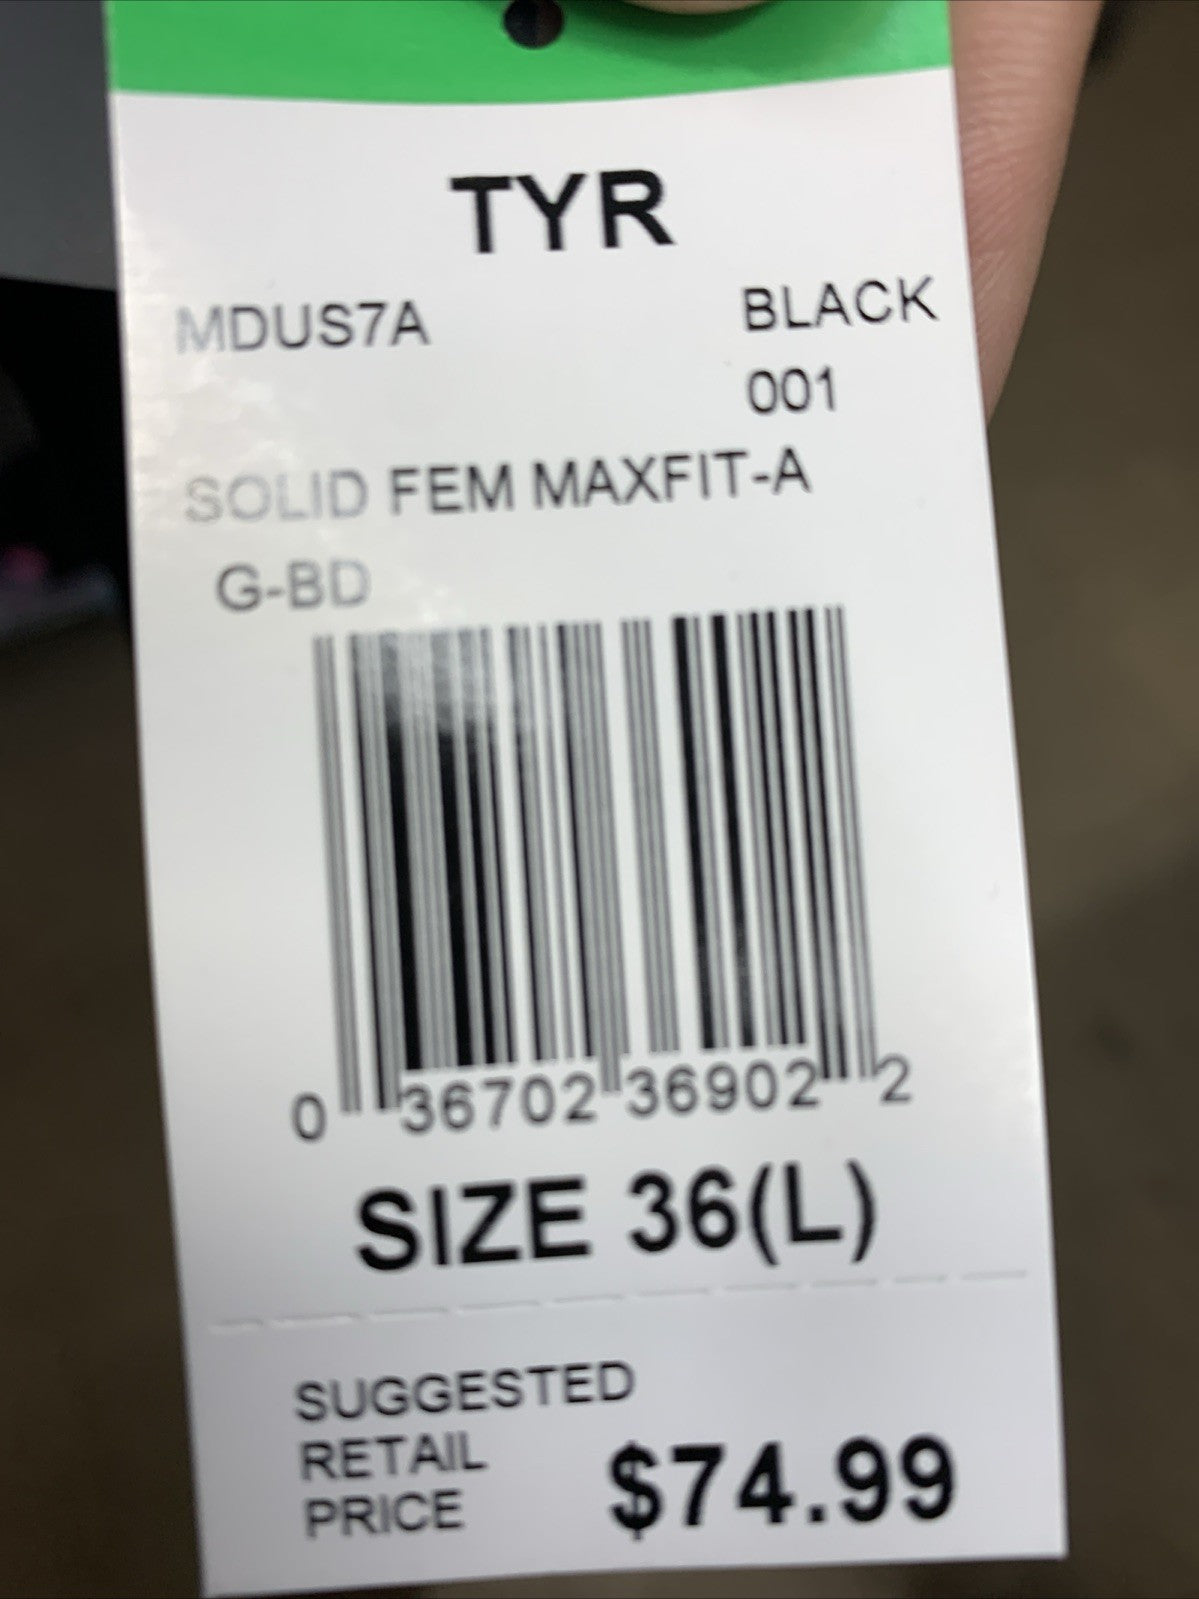 TYR
MDUS7A BLACK
001
SOLID FEM MAXFIT-A
G-BD
0 36702 36902 2
SIZE 36(L)
SUGGESTED
RETAIL
PRICE $74.99